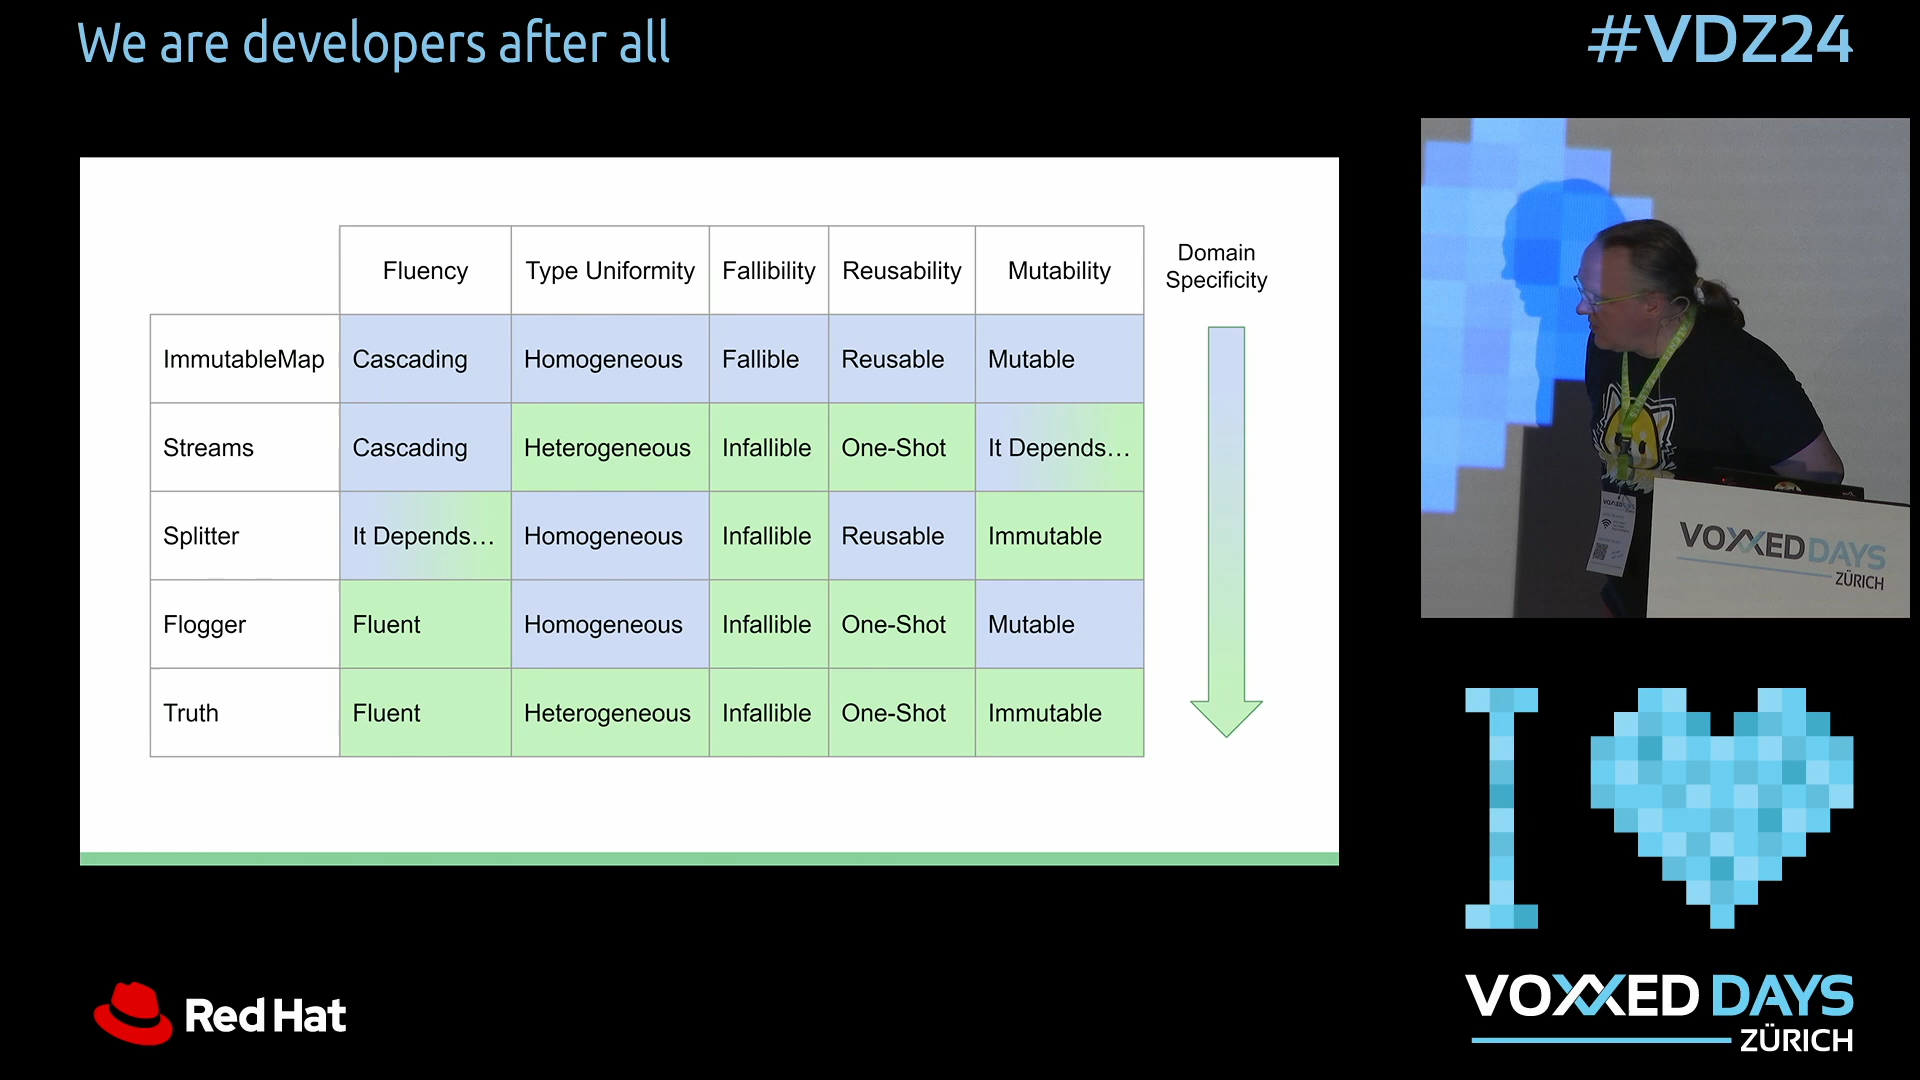 We are developers after all
#VDZ24
Fluency Type Uniformity Fallibility Reusability Mutability
Domain
Specificity
ImmutableMap Cascading Homogeneous Fallible Reusable Mutable
Streams Cascading Heterogeneous Infallible One-Shot It Depends…
Splitter It Depends… Homogeneous Infallible Reusable Immutable
Flogger Fluent Homogeneous Infallible One-Shot Mutable
Truth Fluent Heterogeneous Infallible One-Shot Immutable
VOXXED DAYS
ZÜRICH
I
Red Hat
VOXXED DAYS
ZÜRICH